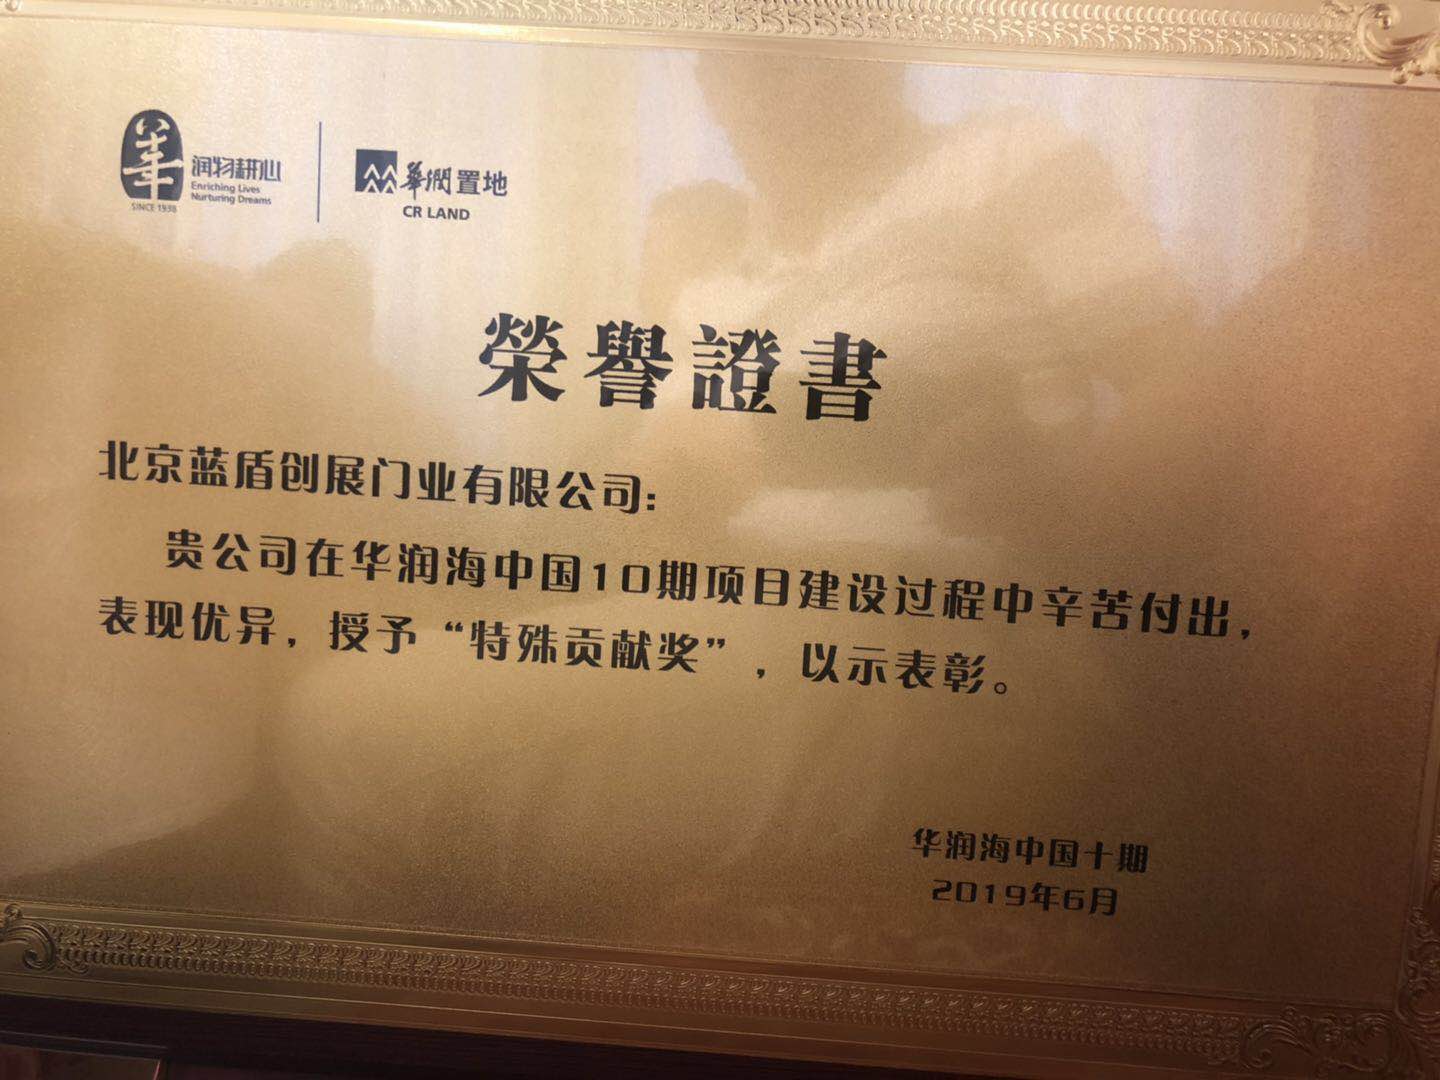 润物耕心
Enriching Lives
Nurturing Dreams
SINCE 1938
華润置地
CR LAND
榮譽證書
北京蓝盾创展门业有限公司:
贵公司在华润海中国10期项目建设过程中辛苦付出,
表现优异,授予“特殊贡献奖”,以示表彰。
华润海中国十期
2019年6月